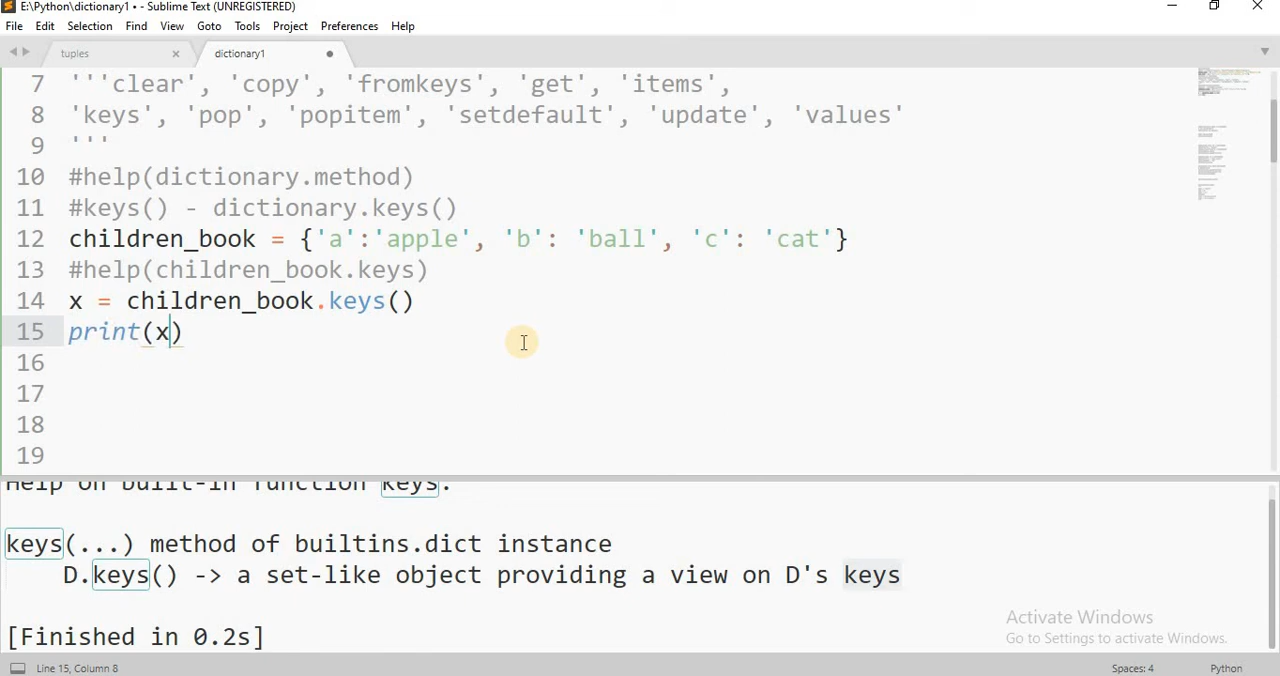 E:\Python\dictionary1 • - Sublime Text (UNREGISTERED)
File Edit Selection Find View Goto Tools Project Preferences Help
tuples × dictionary1 •
7 '''clear', 'copy', 'fromkeys', 'get', 'items',
8 'keys', 'pop', 'popitem', 'setdefault', 'update', 'values'
9 '''
10 #help(dictionary.method)
11 #keys() - dictionary.keys()
12 children_book = {'a':'apple', 'b': 'ball', 'c': 'cat'}
13 #help(children_book.keys)
14 x = children_book.keys()
15 print(x)
16
17
18
19
Help on built-in function keys:
keys(...) method of builtins.dict instance
D.keys() -> a set-like object providing a view on D's keys
[Finished in 0.2s]
Activate Windows
Go to Settings to activate Windows.
Line 15, Column 8 Spaces: 4 Python